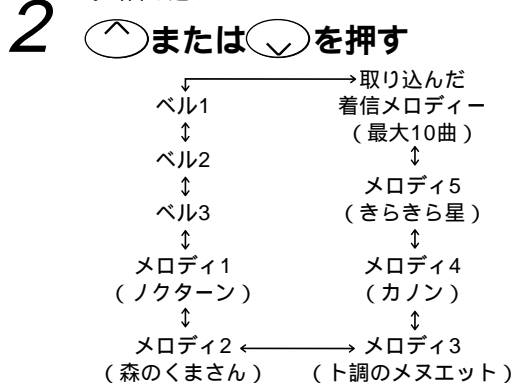 2 または を押す
取り込んだ
ベル1 着信メロディー
(最大10曲)
ベル2
メロディ5
ベル3 (きらきら星)
メロディ1 メロディ4
(ノクターン) (カノン)
メロディ2 メロディ3
(森のくまさん) (ト調のメヌエット)